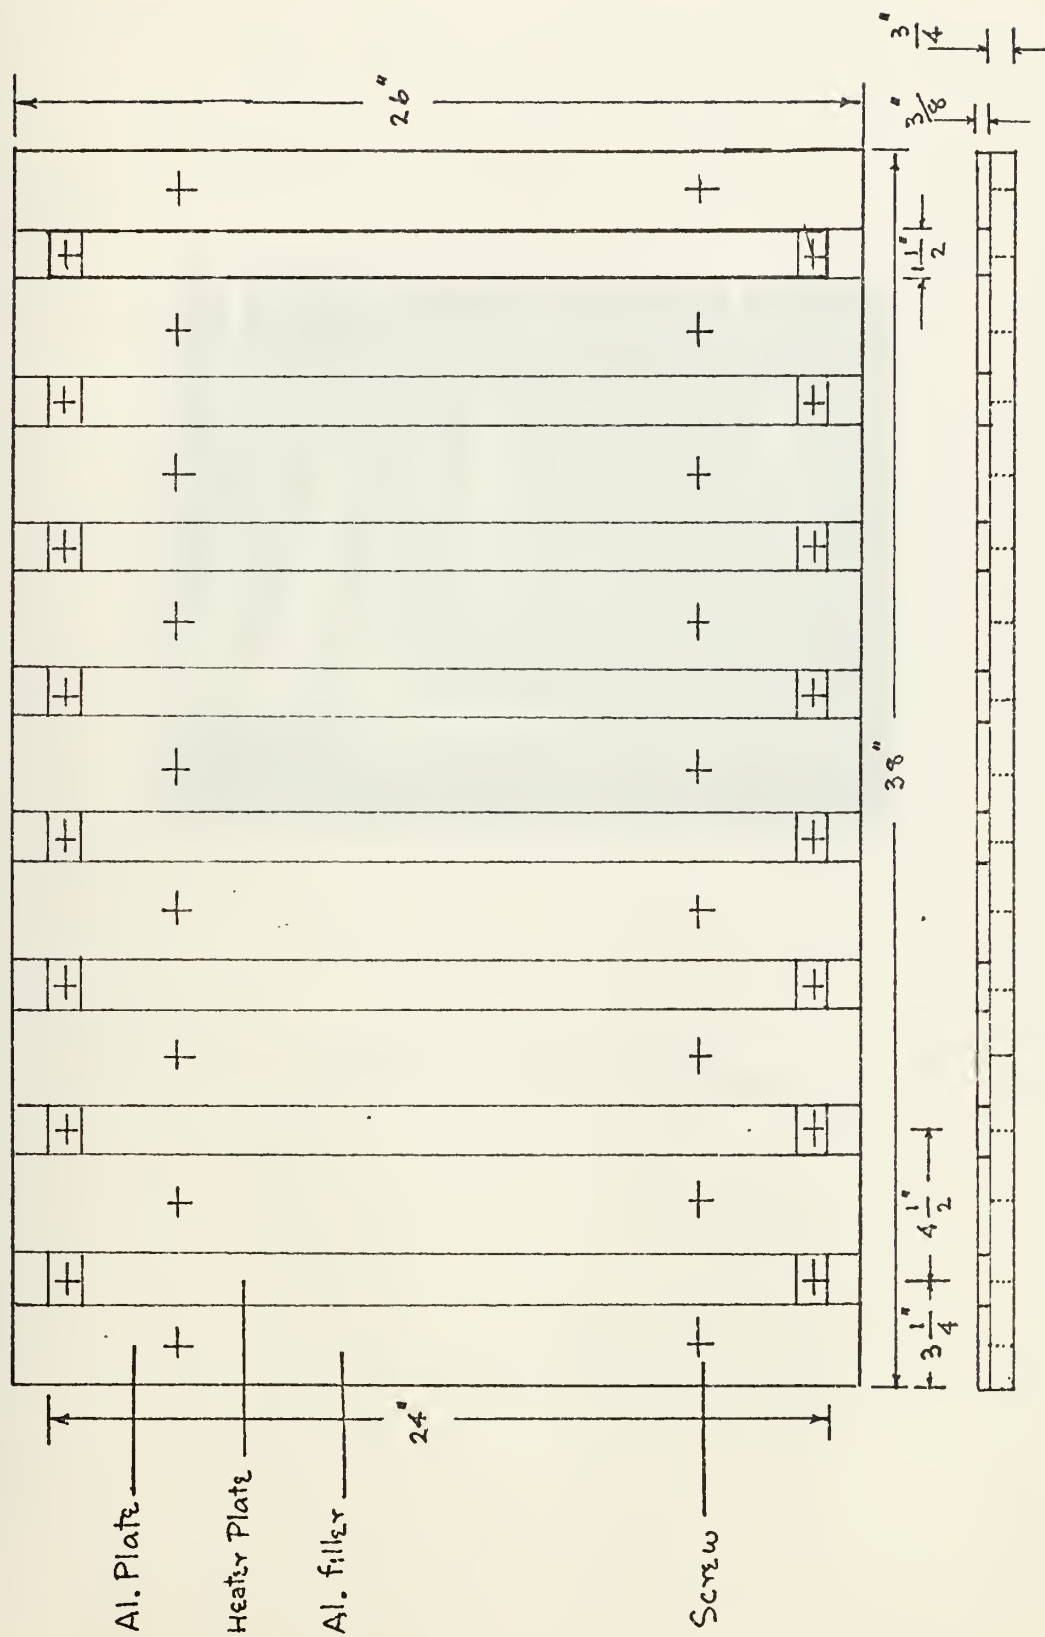 Al. Plate
Heater Plate
Al. filler
Screw
24"
26"
38"
3 1/4"
4 1/2"
1 1/2"
3/8"
3/4"